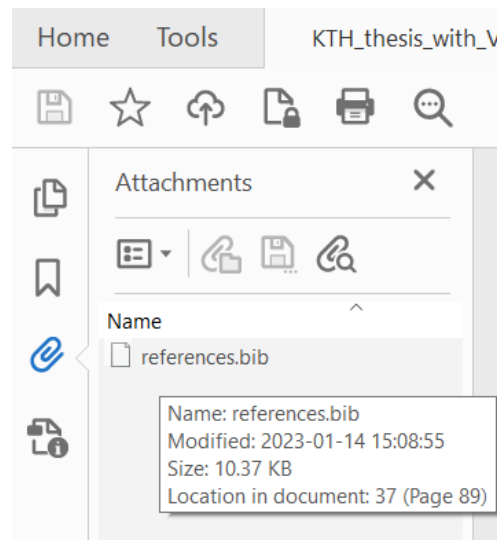 Home Tools KTH_thesis_with_V
Attachments
Name
references.bib
Name: references.bib
Modified: 2023-01-14 15:08:55
Size: 10.37 KB
Location in document: 37 (Page 89)